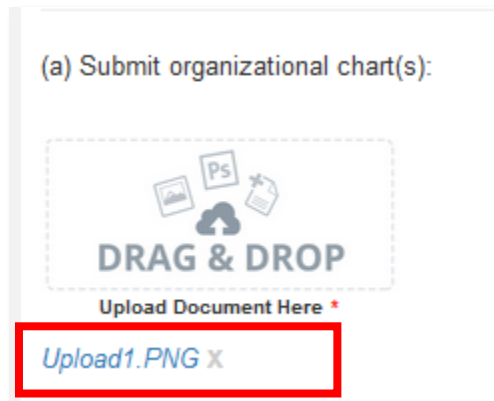 (a) Submit organizational chart(s):
Ps
DRAG & DROP
Upload Document Here *
Upload1.PNG X